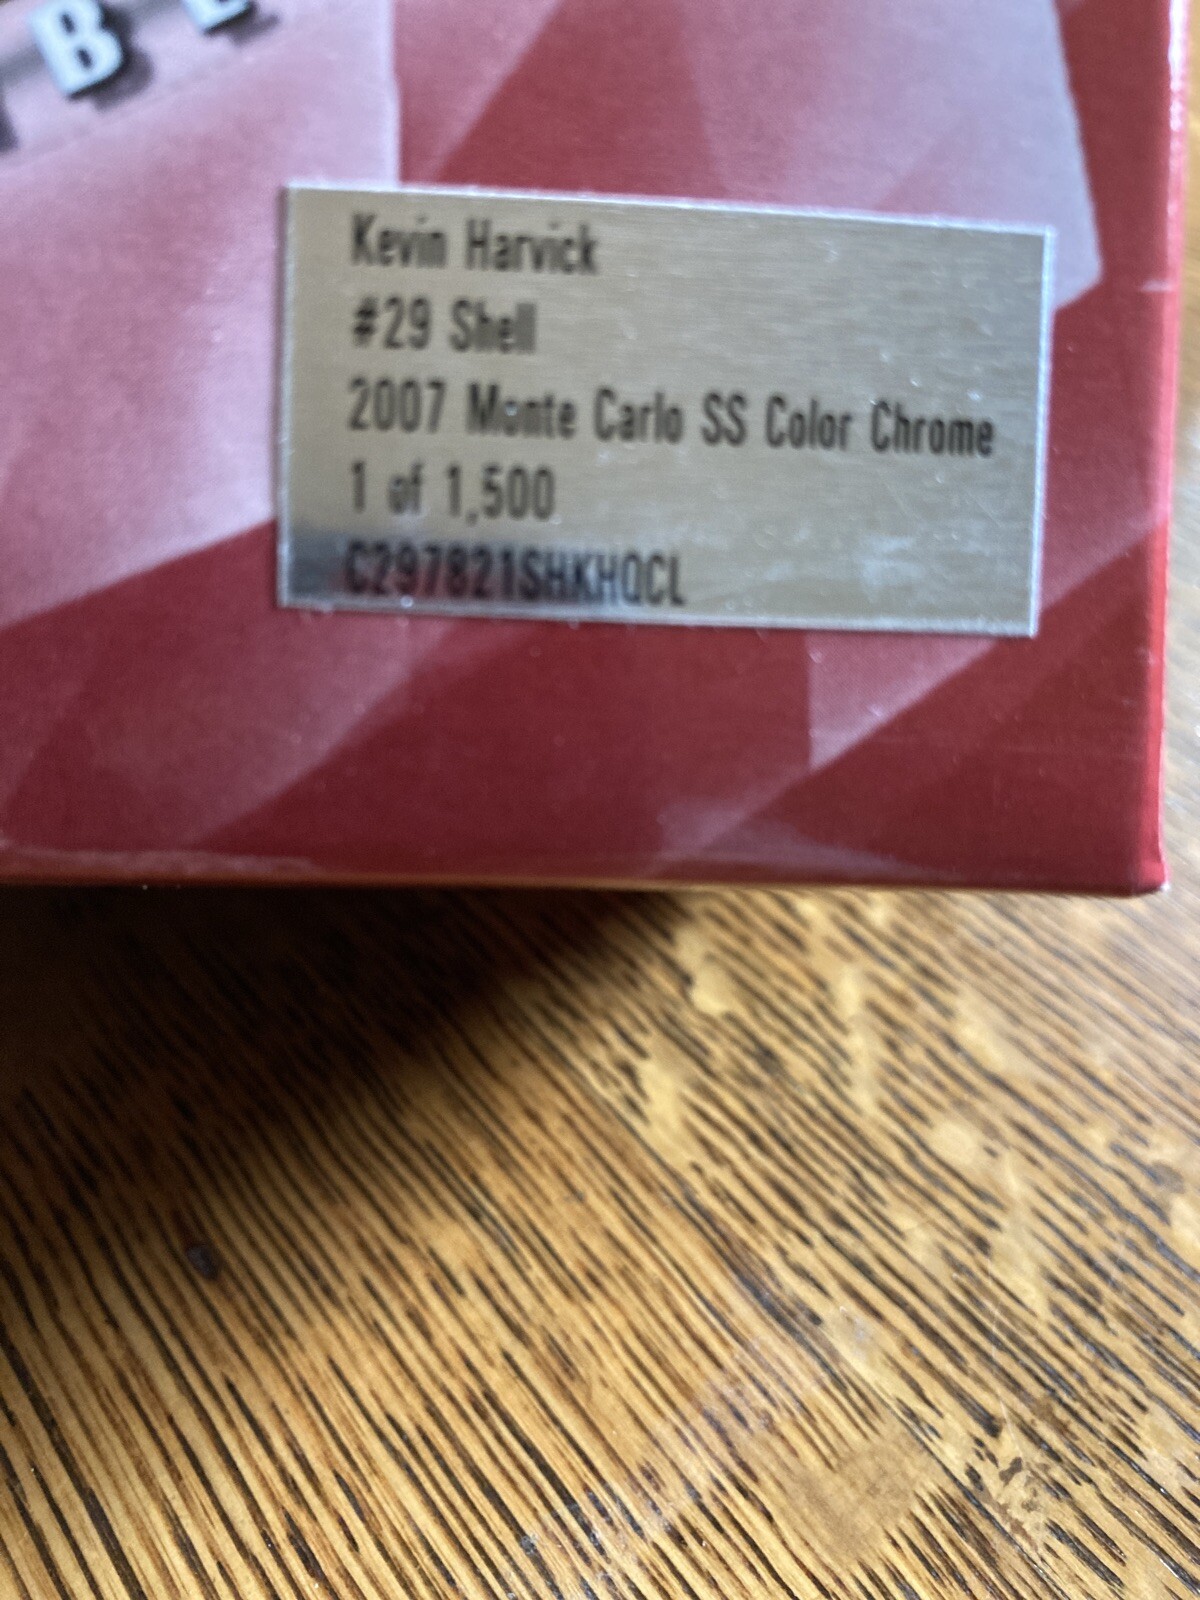 B E
Kevin Harvick
#29 Shell
2007 Monte Carlo SS Color Chrome
1 of 1,500
C297821SHKHQCL